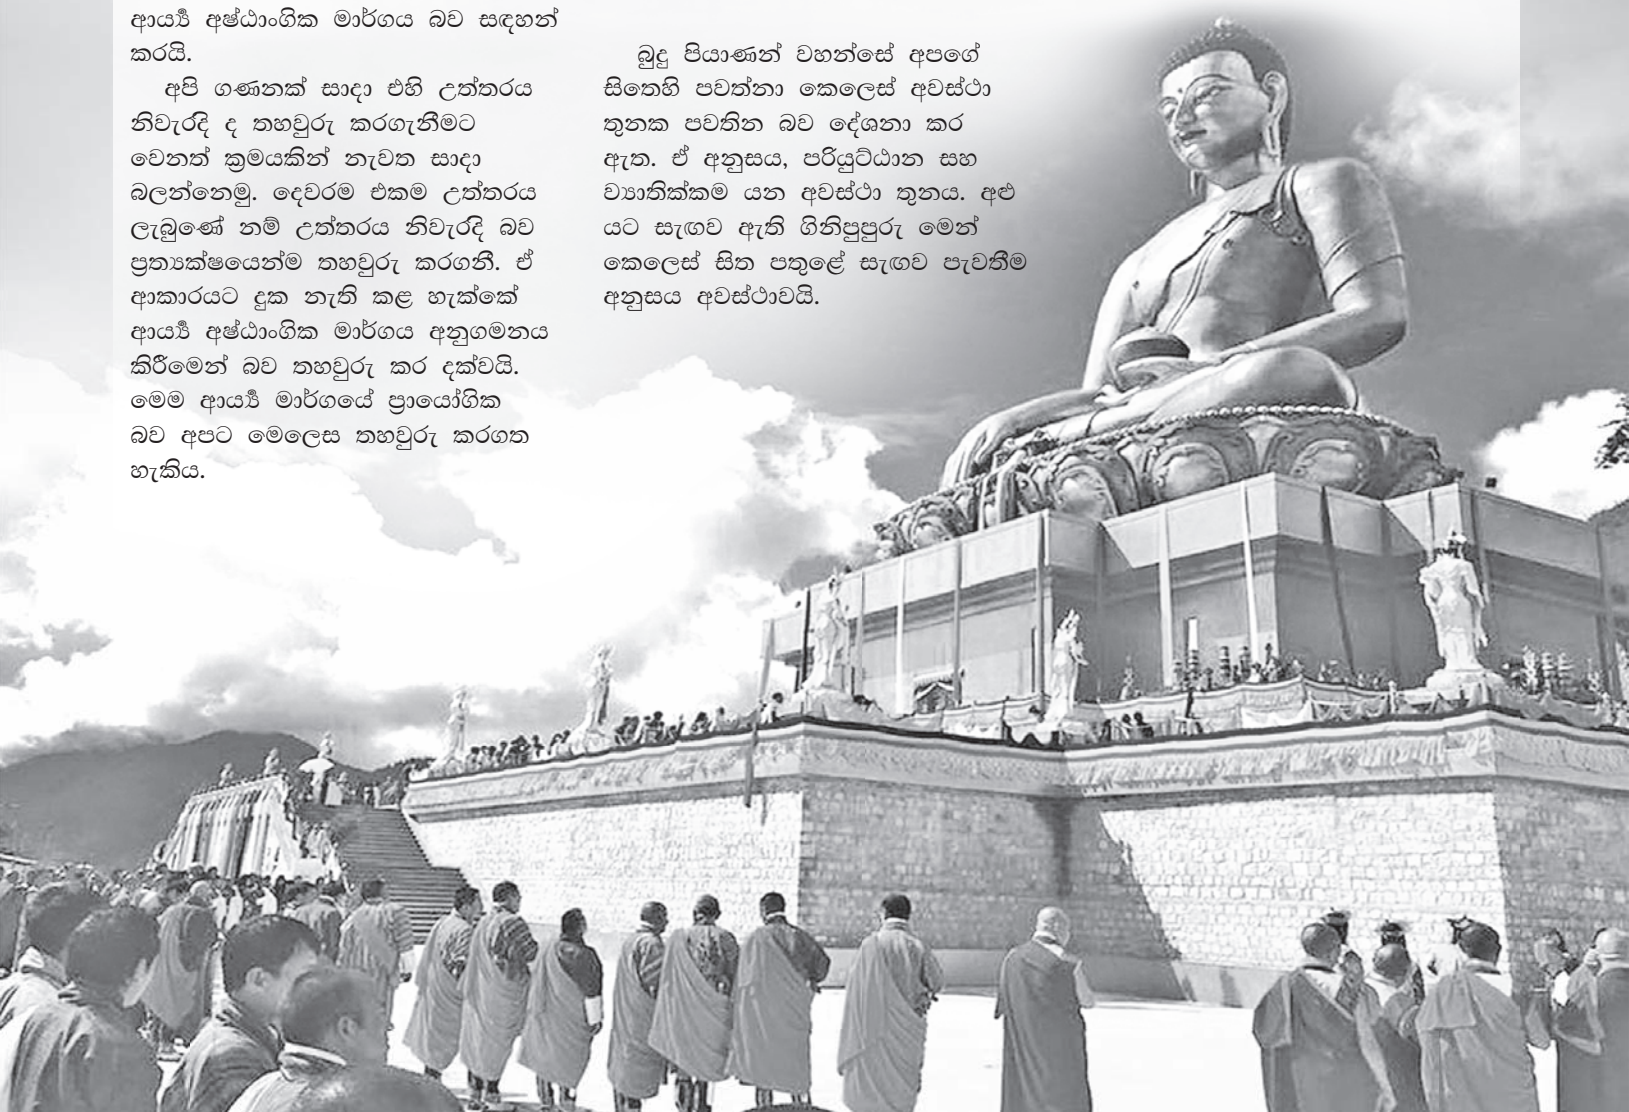 ආර්‍ය්‍ය අෂ්ඨාංගික මාර්ගය බව සඳහන්
කරයි.
අපි ගණනක් සාදා එහි උත්තරය
නිවැරදි ද තහවුරු කරගැනීමට
වෙනත් ක්‍රමයකින් නැවත සාදා
බලන්නෙමු. දෙවරම එකම උත්තරය
ලැබුණේ නම් උත්තරය නිවැරදි බව
ප්‍රත්‍යක්ෂයෙන්ම තහවුරු කරගනී. ඒ
ආකාරයට දුක නැති කළ හැක්කේ
ආර්‍ය්‍ය අෂ්ඨාංගික මාර්ගය අනුගමනය
කිරීමෙන් බව තහවුරු කර දක්වයි.
මෙම ආර්‍ය්‍ය මාර්ගයේ ප්‍රායෝගික
බව අපට මෙලෙස තහවුරු කරගත
හැකිය.
බුදු පියාණන් වහන්සේ අපගේ
සිතෙහි පවත්නා කෙලෙස් අවස්ථා
තුනක පවතින බව දේශනා කර
ඇත. ඒ අනුසය, පරියුට්ඨාන සහ
ව්‍යාතික්කම යන අවස්ථා තුනය. අළු
යට සැඟව ඇති ගිනිපුපුරු මෙන්
කෙලෙස් සිත පතුළේ සැඟව පැවතීම
අනුසය අවස්ථාවයි.